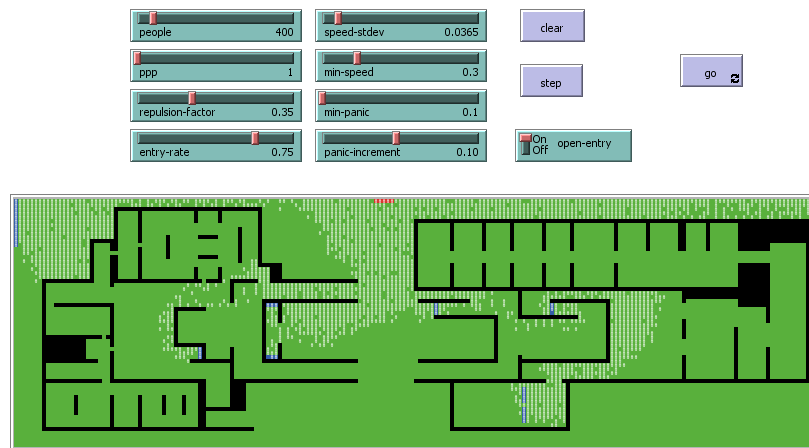 people 400
speed-stdev 0.0365
clear
ppp 1
min-speed 0.3
go
step
repulsion-factor 0.35
min-panic 0.1
entry-rate 0.75
panic-increment 0.10
On
Off
open-entry